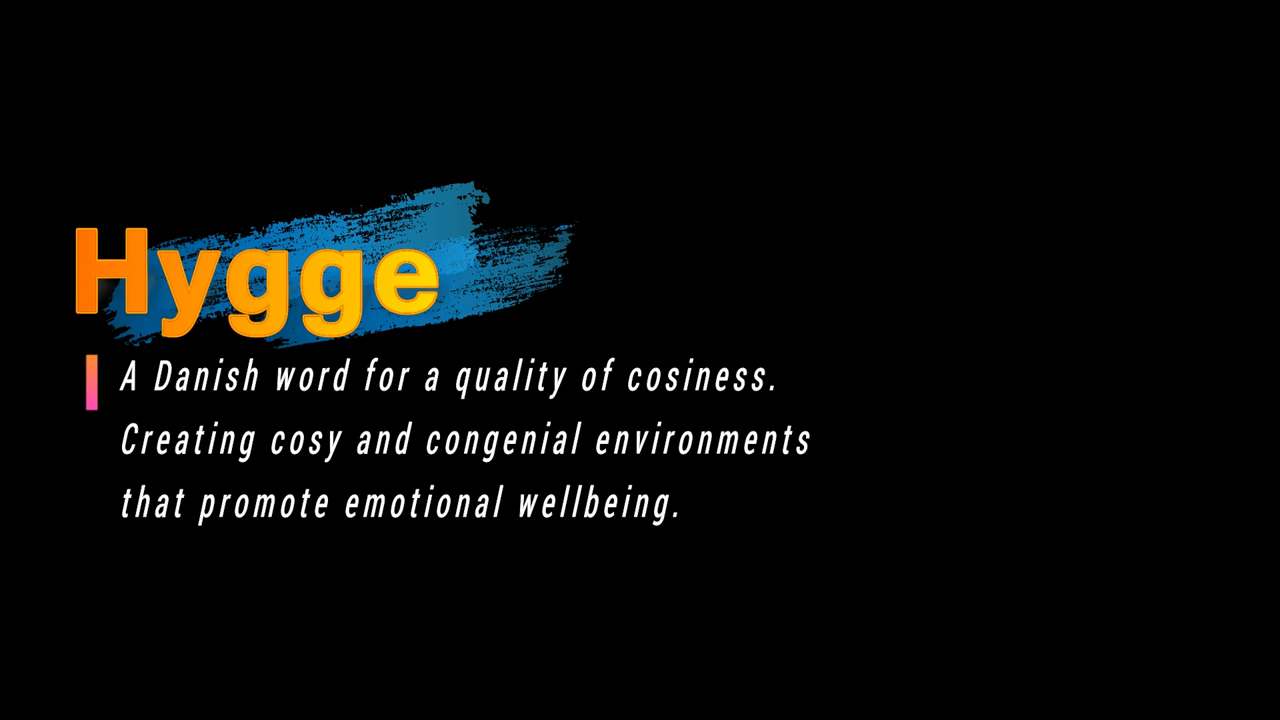 Hygge
A Danish word for a quality of cosiness.
Creating cosy and congenial environments
that promote emotional wellbeing.